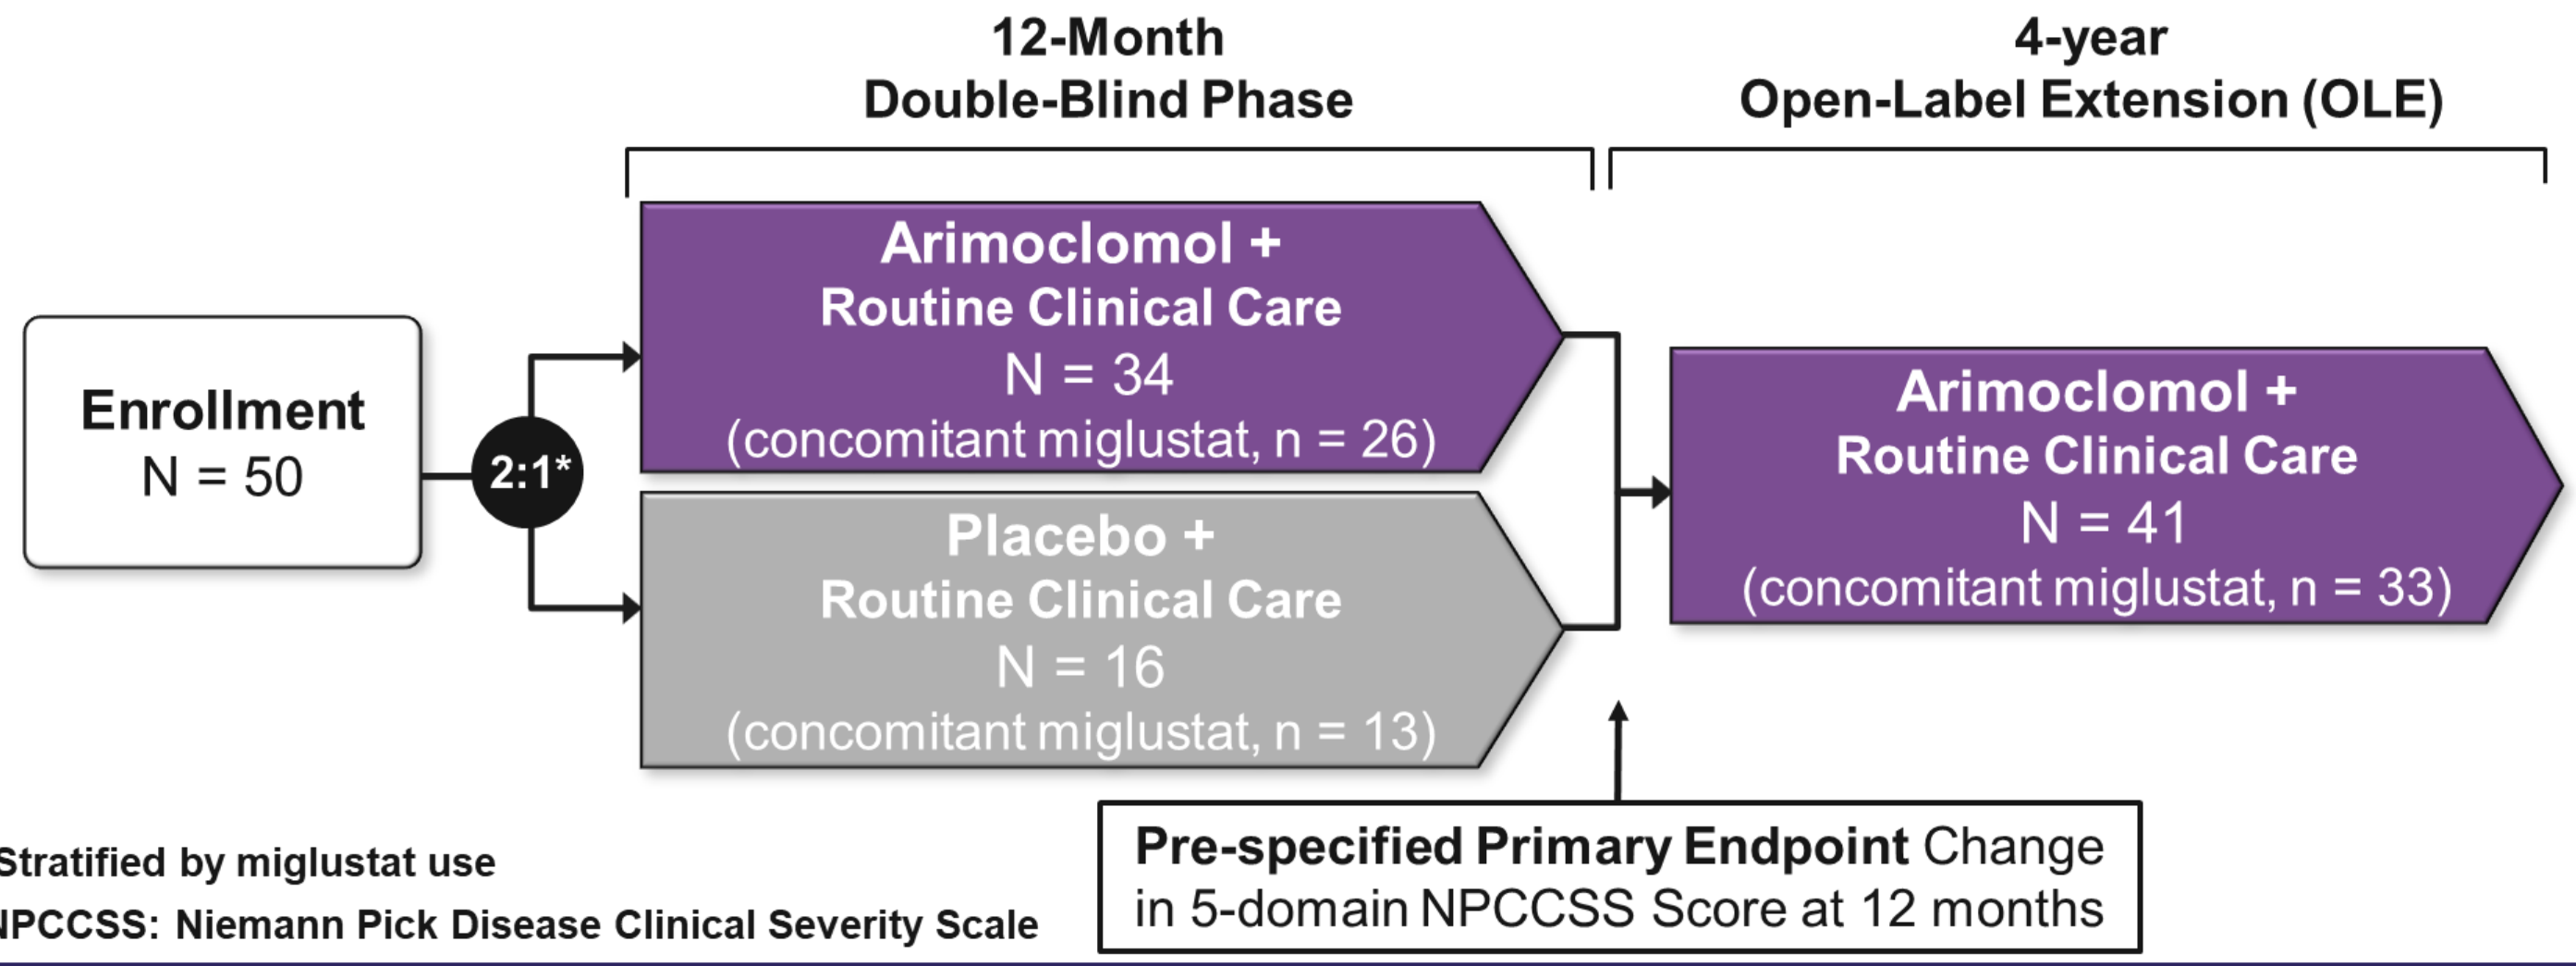 12-Month
Double-Blind Phase
4-year
Open-Label Extension (OLE)
Enrollment
N = 50
2:1*
Arimoclomol +
Routine Clinical Care
N = 34
(concomitant miglustat, n = 26)
Placebo +
Routine Clinical Care
N = 16
(concomitant miglustat, n = 13)
Arimoclomol +
Routine Clinical Care
N = 41
(concomitant miglustat, n = 33)
Pre-specified Primary Endpoint Change
in 5-domain NPCCSS Score at 12 months
Stratified by miglustat use
NPCCSS: Niemann Pick Disease Clinical Severity Scale